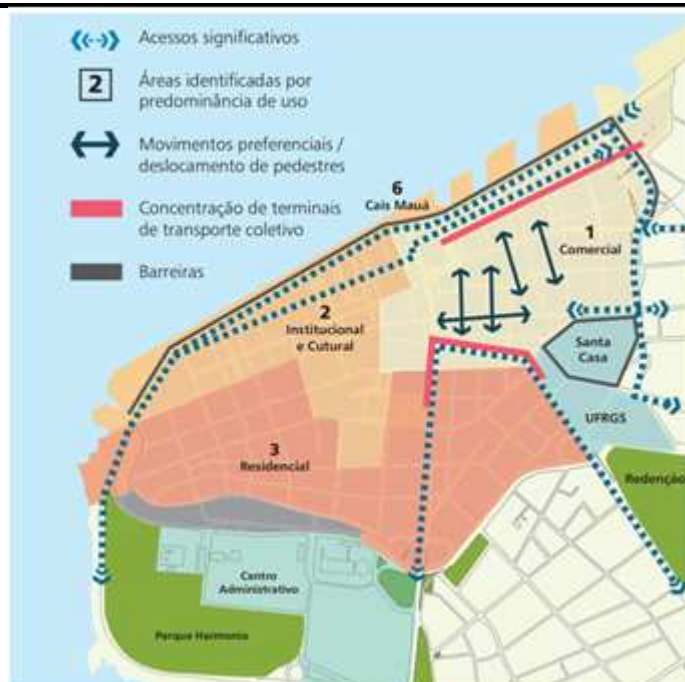 Acessos significativos
2
Áreas identificadas por
predominância de uso
Movimentos preferenciais /
deslocamento de pedestres
Concentração de terminais
de transporte coletivo
Barreiras
6
Cais Mauá
1
Comercial
2
Institucional
e Cutural
Santa
Casa
UFRGS
3
Residencial
Redenção
Centro
Administrativo
Parque Harmonia